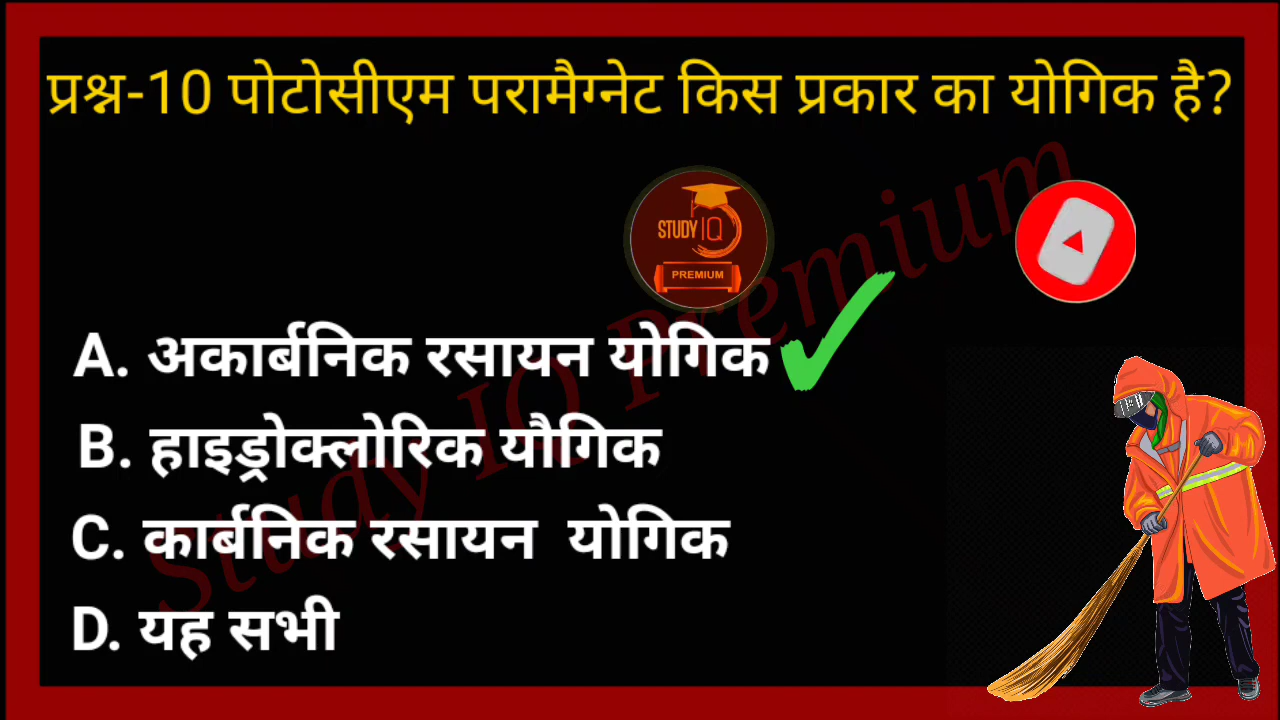 प्रश्न-10 पोटोसीएम परामैग्नेट किस प्रकार का योगिक है?
STUDY IQ
PREMIUM
Study IQ Premium
A. अकार्बनिक रसायन योगिक
B. हाइड्रोक्लोरिक यौगिक
C. कार्बनिक रसायन योगिक
D. यह सभी